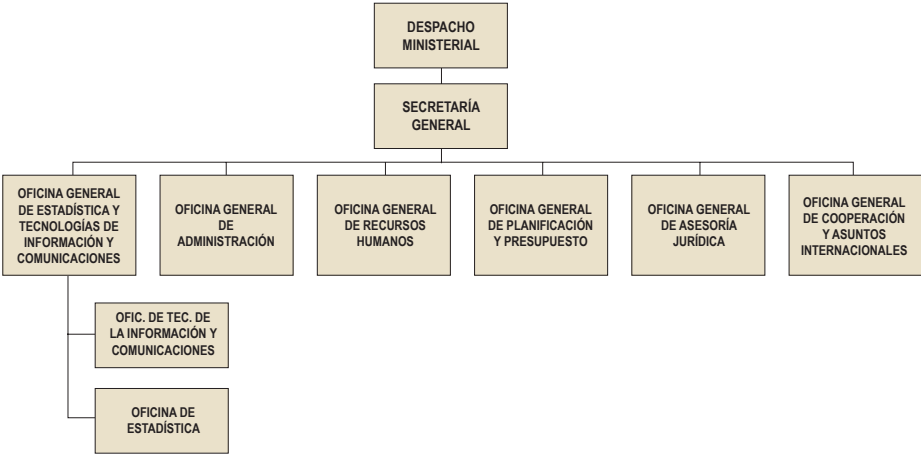 DESPACHO
MINISTERIAL
SECRETARÍA
GENERAL
OFICINA GENERAL
DE ESTADÍSTICA Y
TECNOLOGÍAS DE
INFORMACIÓN Y
COMUNICACIONES
OFICINA GENERAL
DE
ADMINISTRACIÓN
OFICINA GENERAL
DE RECURSOS
HUMANOS
OFICINA GENERAL
DE PLANIFICACIÓN
Y PRESUPUESTO
OFICINA GENERAL
DE ASESORÍA
JURÍDICA
OFICINA GENERAL
DE COOPERACIÓN
Y ASUNTOS
INTERNACIONALES
OFIC. DE TEC. DE
LA INFORMACIÓN Y
COMUNICACIONES
OFICINA DE
ESTADÍSTICA